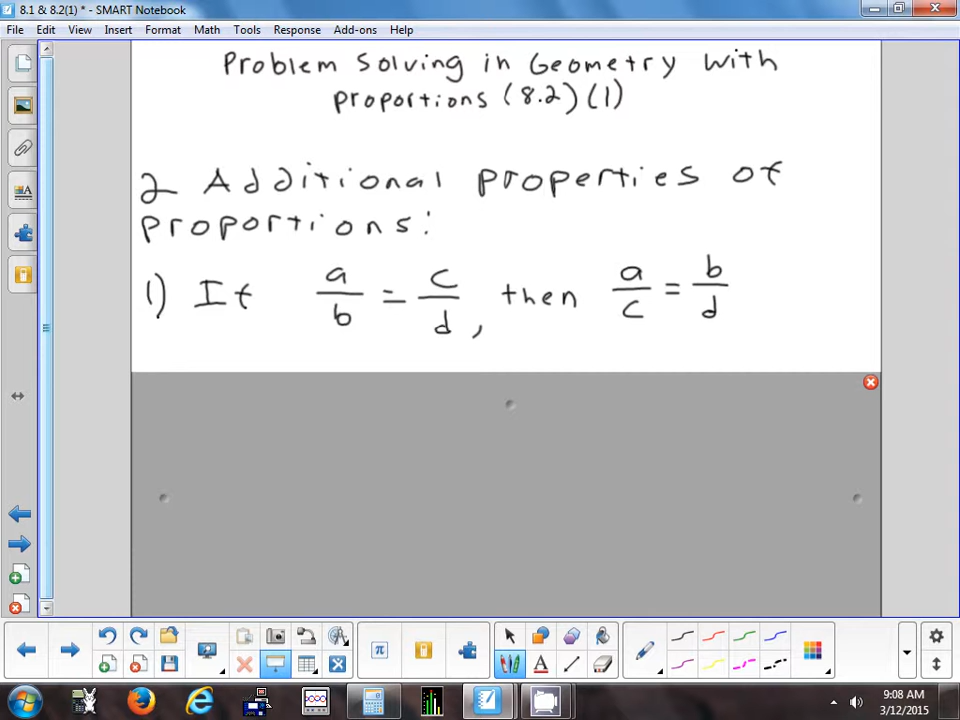 8.1 & 8.2(1) * - SMART Notebook
File Edit View Insert Format Math Tools Response Add-ons Help
Problem Solving in Geometry with
proportions (8.2)(1)
2 Additional properties of
proportions:
1) If a/b = c/d, then a/c = b/d
9:08 AM
3/12/2015